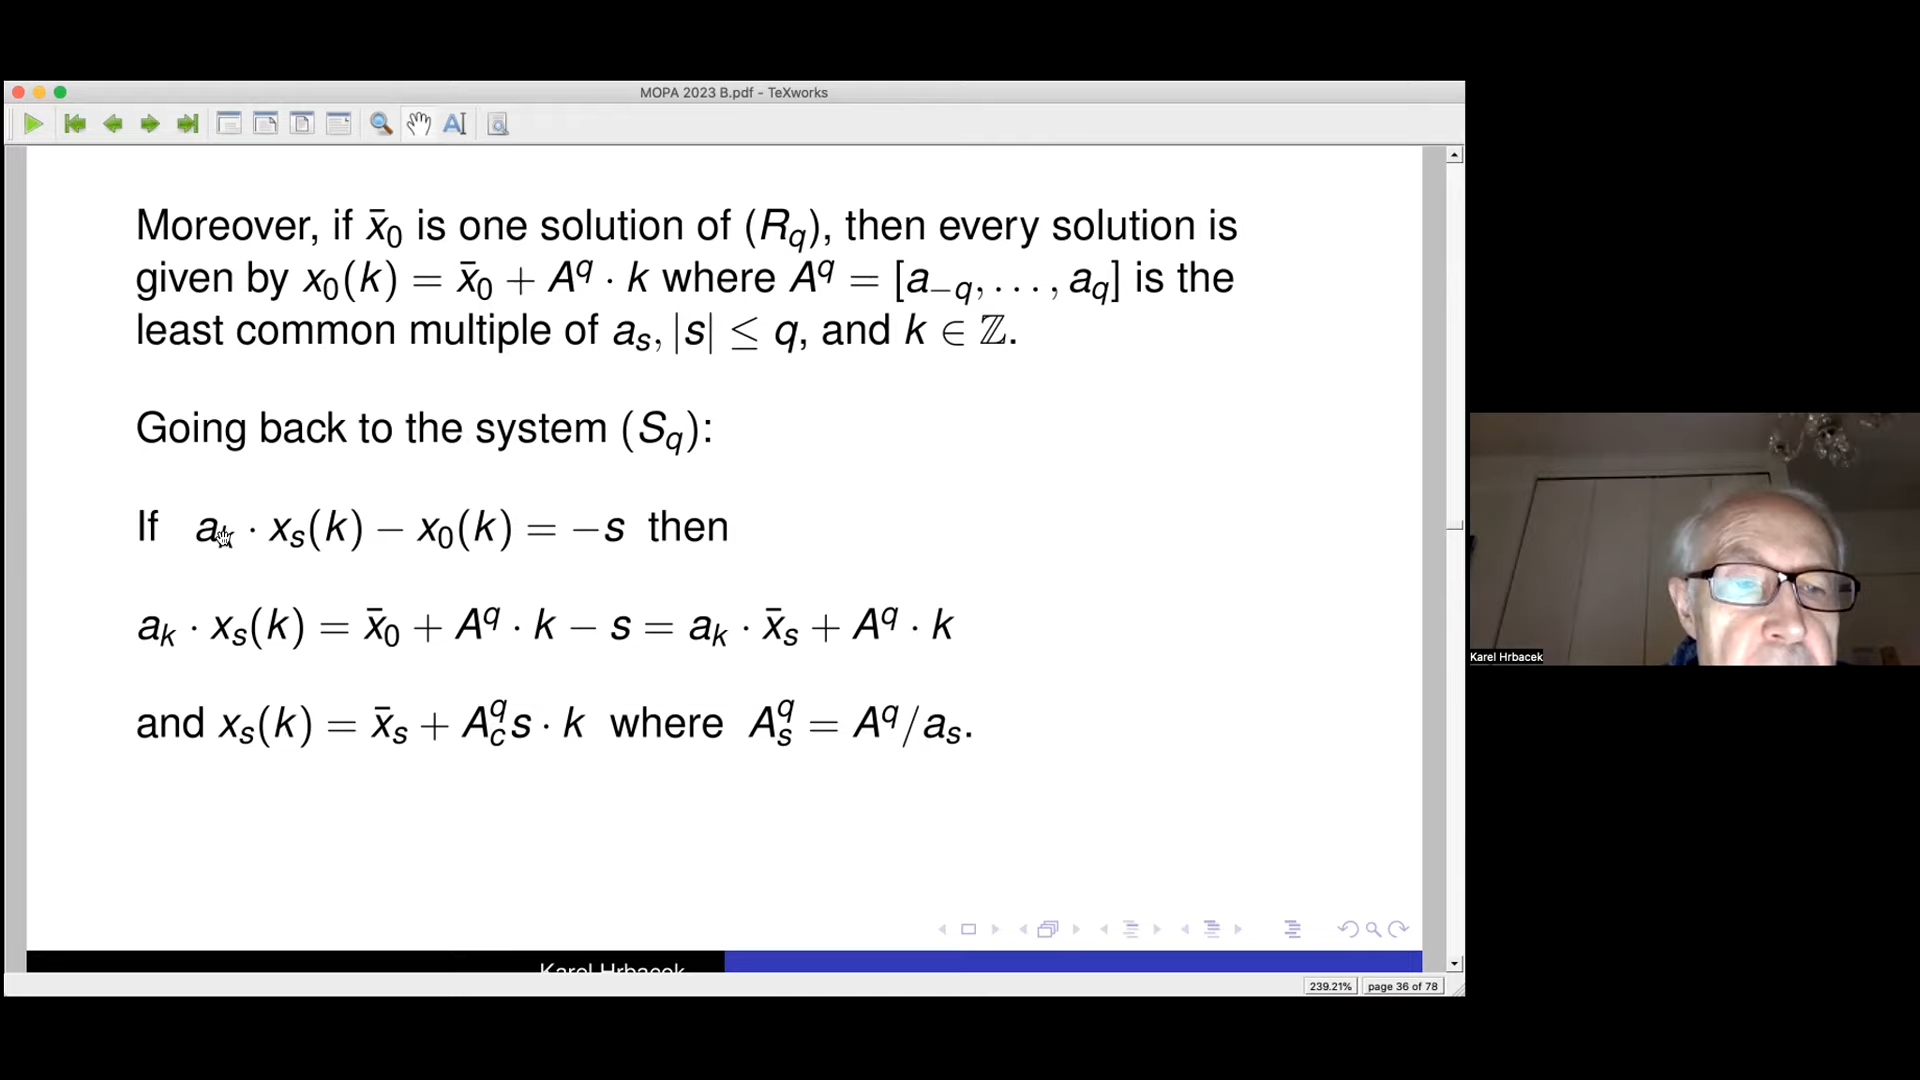 MOPA 2023 B.pdf - TeXworks
Moreover, if x̄₀ is one solution of (R_q), then every solution is
given by x₀(k) = x̄₀ + A^q · k where A^q = [a₋q, . . . , a_q] is the
least common multiple of a_s, |s| ≤ q, and k ∈ ℤ.
Going back to the system (S_q):
If a_k · x_s(k) − x₀(k) = −s then
a_k · x_s(k) = x̄₀ + A^q · k − s = a_k · x̄_s + A^q · k
and x_s(k) = x̄_s + A^q_c s · k where A^q_s = A^q/a_s.
Karel Hrbacek
239.21% page 36 of 78
Karel Hrbacek